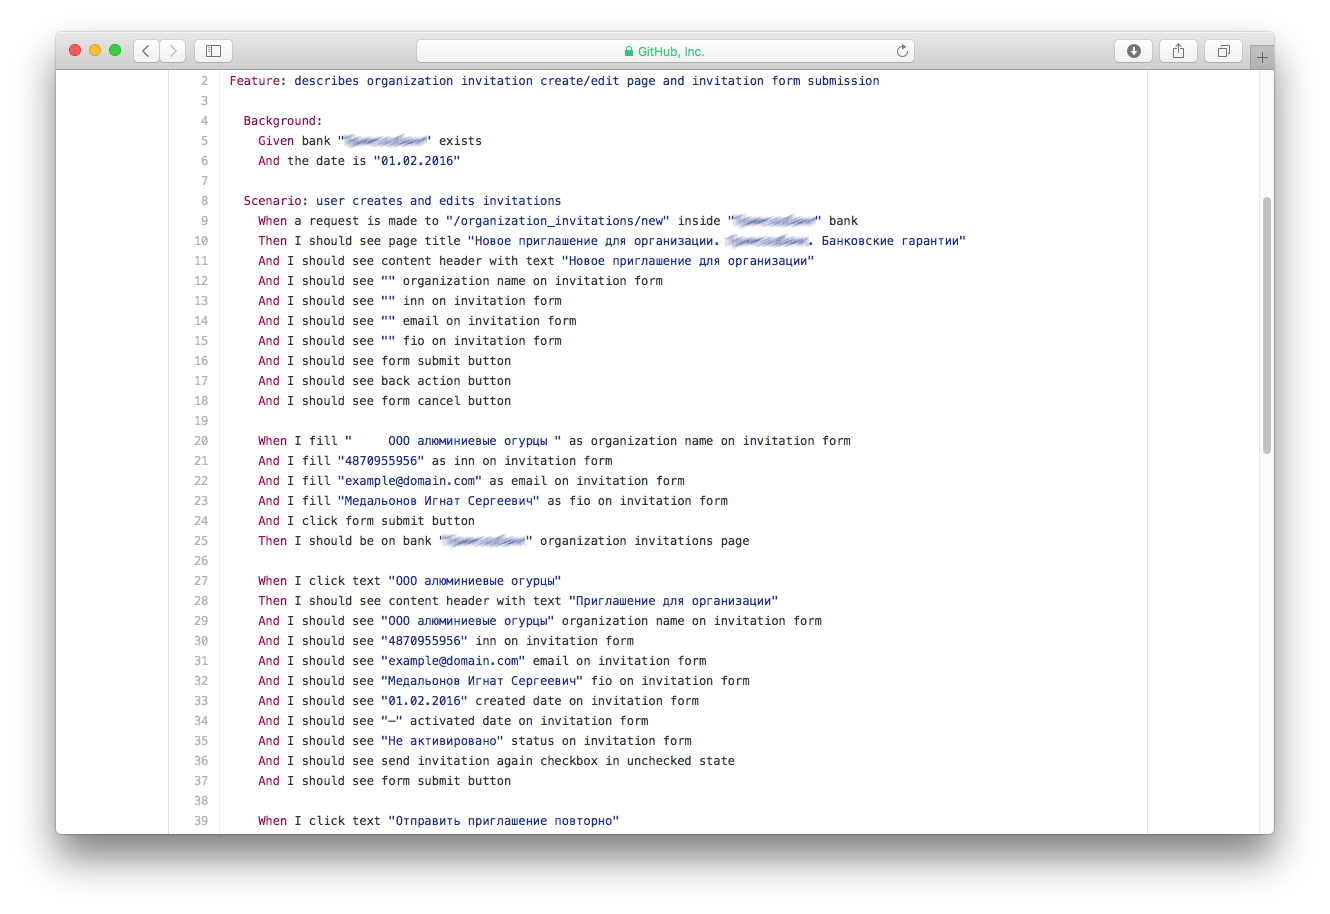 GitHub, Inc.
2 Feature: describes organization invitation create/edit page and invitation form submission
3
4 Background:
5 Given bank "" exists
6 And the date is "01.02.2016"
7
8 Scenario: user creates and edits invitations
9 When a request is made to "/organization_invitations/new" inside "" bank
10 Then I should see page title "Новое приглашение для организации. . Банковские гарантии"
11 And I should see content header with text "Новое приглашение для организации"
12 And I should see "" organization name on invitation form
13 And I should see "" inn on invitation form
14 And I should see "" email on invitation form
15 And I should see "" fio on invitation form
16 And I should see form submit button
17 And I should see back action button
18 And I should see form cancel button
19
20 When I fill "     ООО алюминиевые огурцы " as organization name on invitation form
21 And I fill "4870955956" as inn on invitation form
22 And I fill "example@domain.com" as email on invitation form
23 And I fill "Медальонов Игнат Сергеевич" as fio on invitation form
24 And I click form submit button
25 Then I should be on bank "" organization invitations page
26
27 When I click text "ООО алюминиевые огурцы"
28 Then I should see content header with text "Приглашение для организации"
29 And I should see "ООО алюминиевые огурцы" organization name on invitation form
30 And I should see "4870955956" inn on invitation form
31 And I should see "example@domain.com" email on invitation form
32 And I should see "Медальонов Игнат Сергеевич" fio on invitation form
33 And I should see "01.02.2016" created date on invitation form
34 And I should see "—" activated date on invitation form
35 And I should see "Не активировано" status on invitation form
36 And I should see send invitation again checkbox in unchecked state
37 And I should see form submit button
38
39 When I click text "Отправить приглашение повторно"